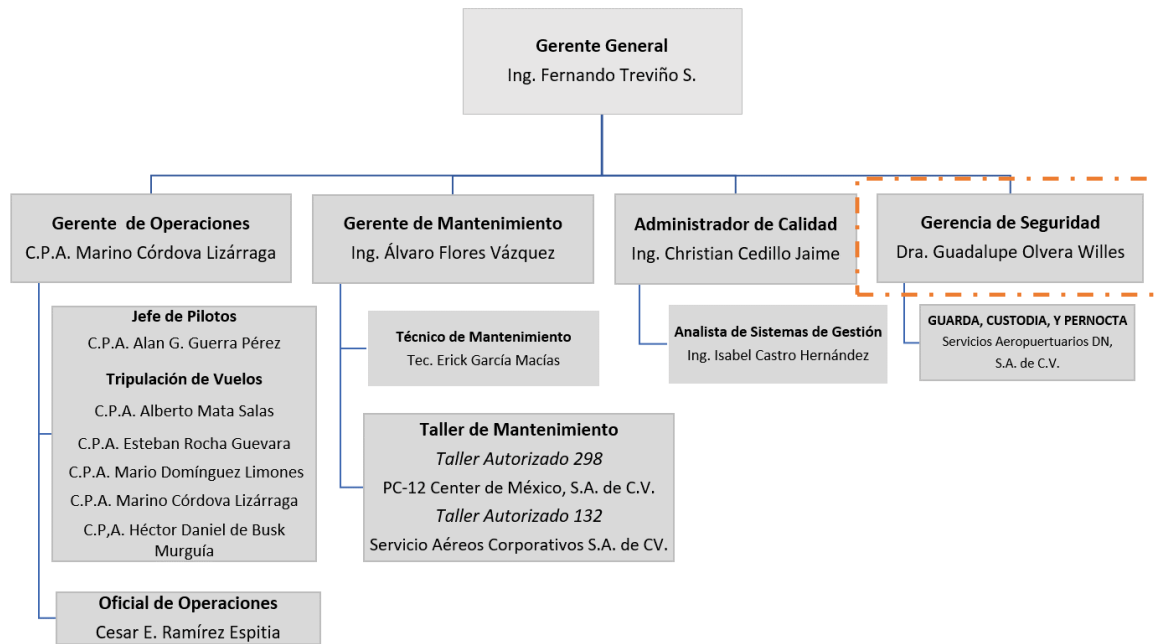 Gerente General
Ing. Fernando Treviño S.
Gerente de Operaciones
C.P.A. Marino Córdova Lizárraga
Gerente de Mantenimiento
Ing. Álvaro Flores Vázquez
Administrador de Calidad
Ing. Christian Cedillo Jaime
Gerencia de Seguridad
Dra. Guadalupe Olvera Willes
Jefe de Pilotos
C.P.A. Alan G. Guerra Pérez
Tripulación de Vuelos
C.P.A. Alberto Mata Salas
C.P.A. Esteban Rocha Guevara
C.P.A. Mario Domínguez Limones
C.P.A. Marino Córdova Lizárraga
C.P,A. Héctor Daniel de Busk
Murguía
Oficial de Operaciones
Cesar E. Ramírez Espitia
Técnico de Mantenimiento
Tec. Erick García Macías
Taller de Mantenimiento
Taller Autorizado 298
PC-12 Center de México, S.A. de C.V.
Taller Autorizado 132
Servicio Aéreos Corporativos S.A. de CV.
Analista de Sistemas de Gestión
Ing. Isabel Castro Hernández
GUARDA, CUSTODIA, Y PERNOCTA
Servicios Aeropuertuarios DN,
S.A. de C.V.